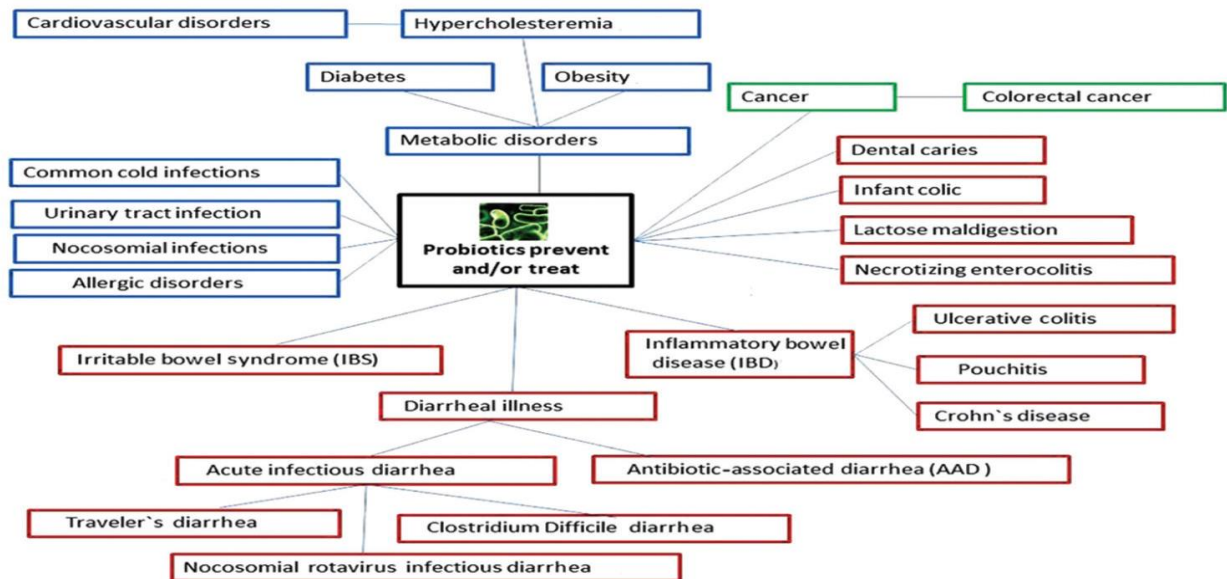 Cardiovascular disorders
Hypercholesteremia
Diabetes
Obesity
Cancer
Colorectal cancer
Metabolic disorders
Dental caries
Common cold infections
Infant colic
Urinary tract infection
Lactose maldigestion
Nocosomial infections
Probiotics prevent
and/or treat
Necrotizing enterocolitis
Allergic disorders
Ulcerative colitis
Irritable bowel syndrome (IBS)
Inflammatory bowel
disease (IBD)
Pouchitis
Diarrheal illness
Crohn`s disease
Acute infectious diarrhea
Antibiotic-associated diarrhea (AAD )
Traveler`s diarrhea
Clostridium Difficile diarrhea
Nocosomial rotavirus infectious diarrhea